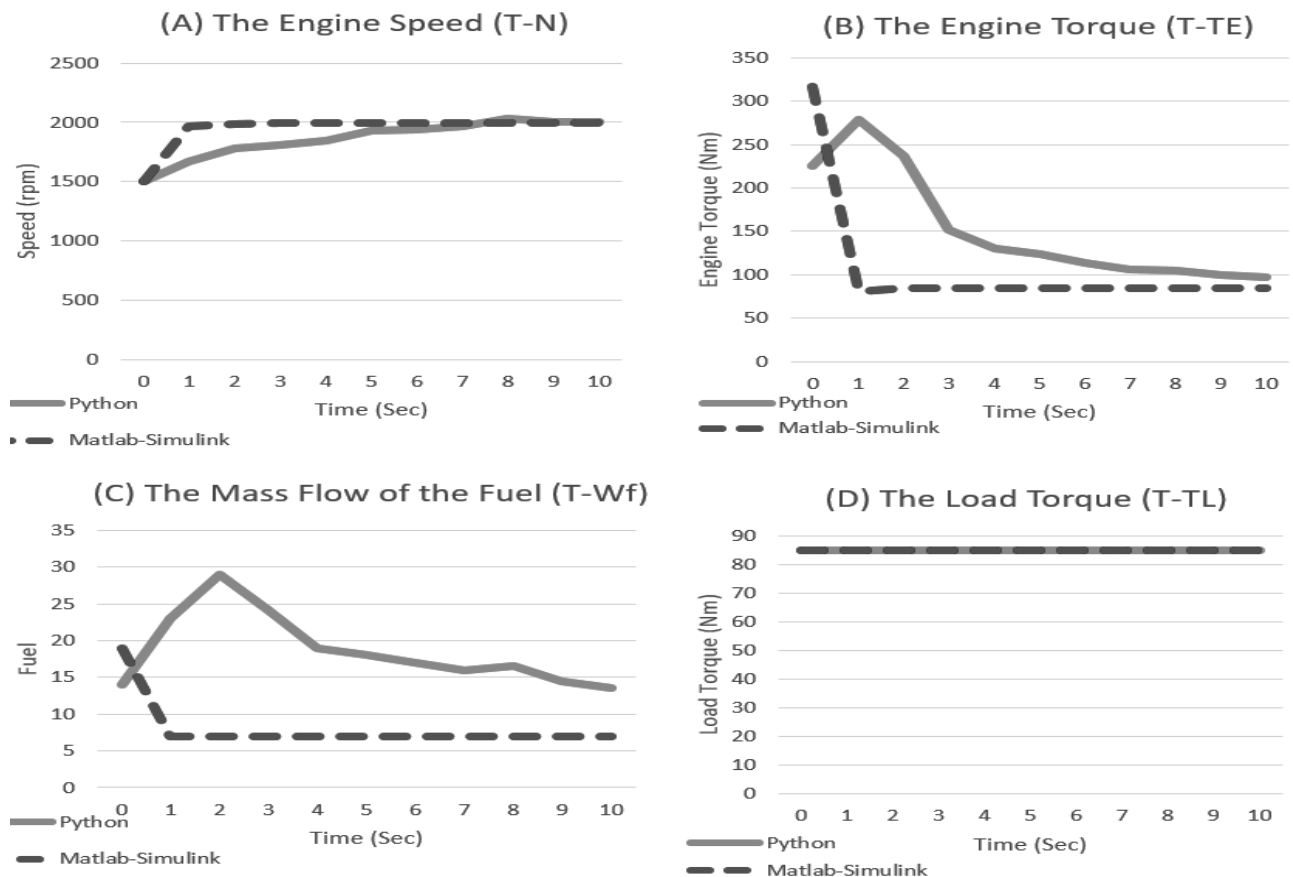 (A) The Engine Speed (T-N)
2500
2000
1500
1000
500
0
Speed (rpm)
0 1 2 3 4 5 6 7 8 9 10
Time (Sec)
Python
Matlab-Simulink
(B) The Engine Torque (T-TE)
350
300
250
200
150
100
50
0
Engine Torque (Nm)
0 1 2 3 4 5 6 7 8 9 10
Time (Sec)
Python
Matlab-Simulink
(C) The Mass Flow of the Fuel (T-Wf)
35
30
25
20
15
10
5
0
Fuel
0 1 2 3 4 5 6 7 8 9 10
Time (Sec)
Python
Matlab-Simulink
(D) The Load Torque (T-TL)
90
80
70
60
50
40
30
20
10
0
Load Torque (Nm)
0 1 2 3 4 5 6 7 8 9 10
Time (Sec)
Python
Matlab-Simulink